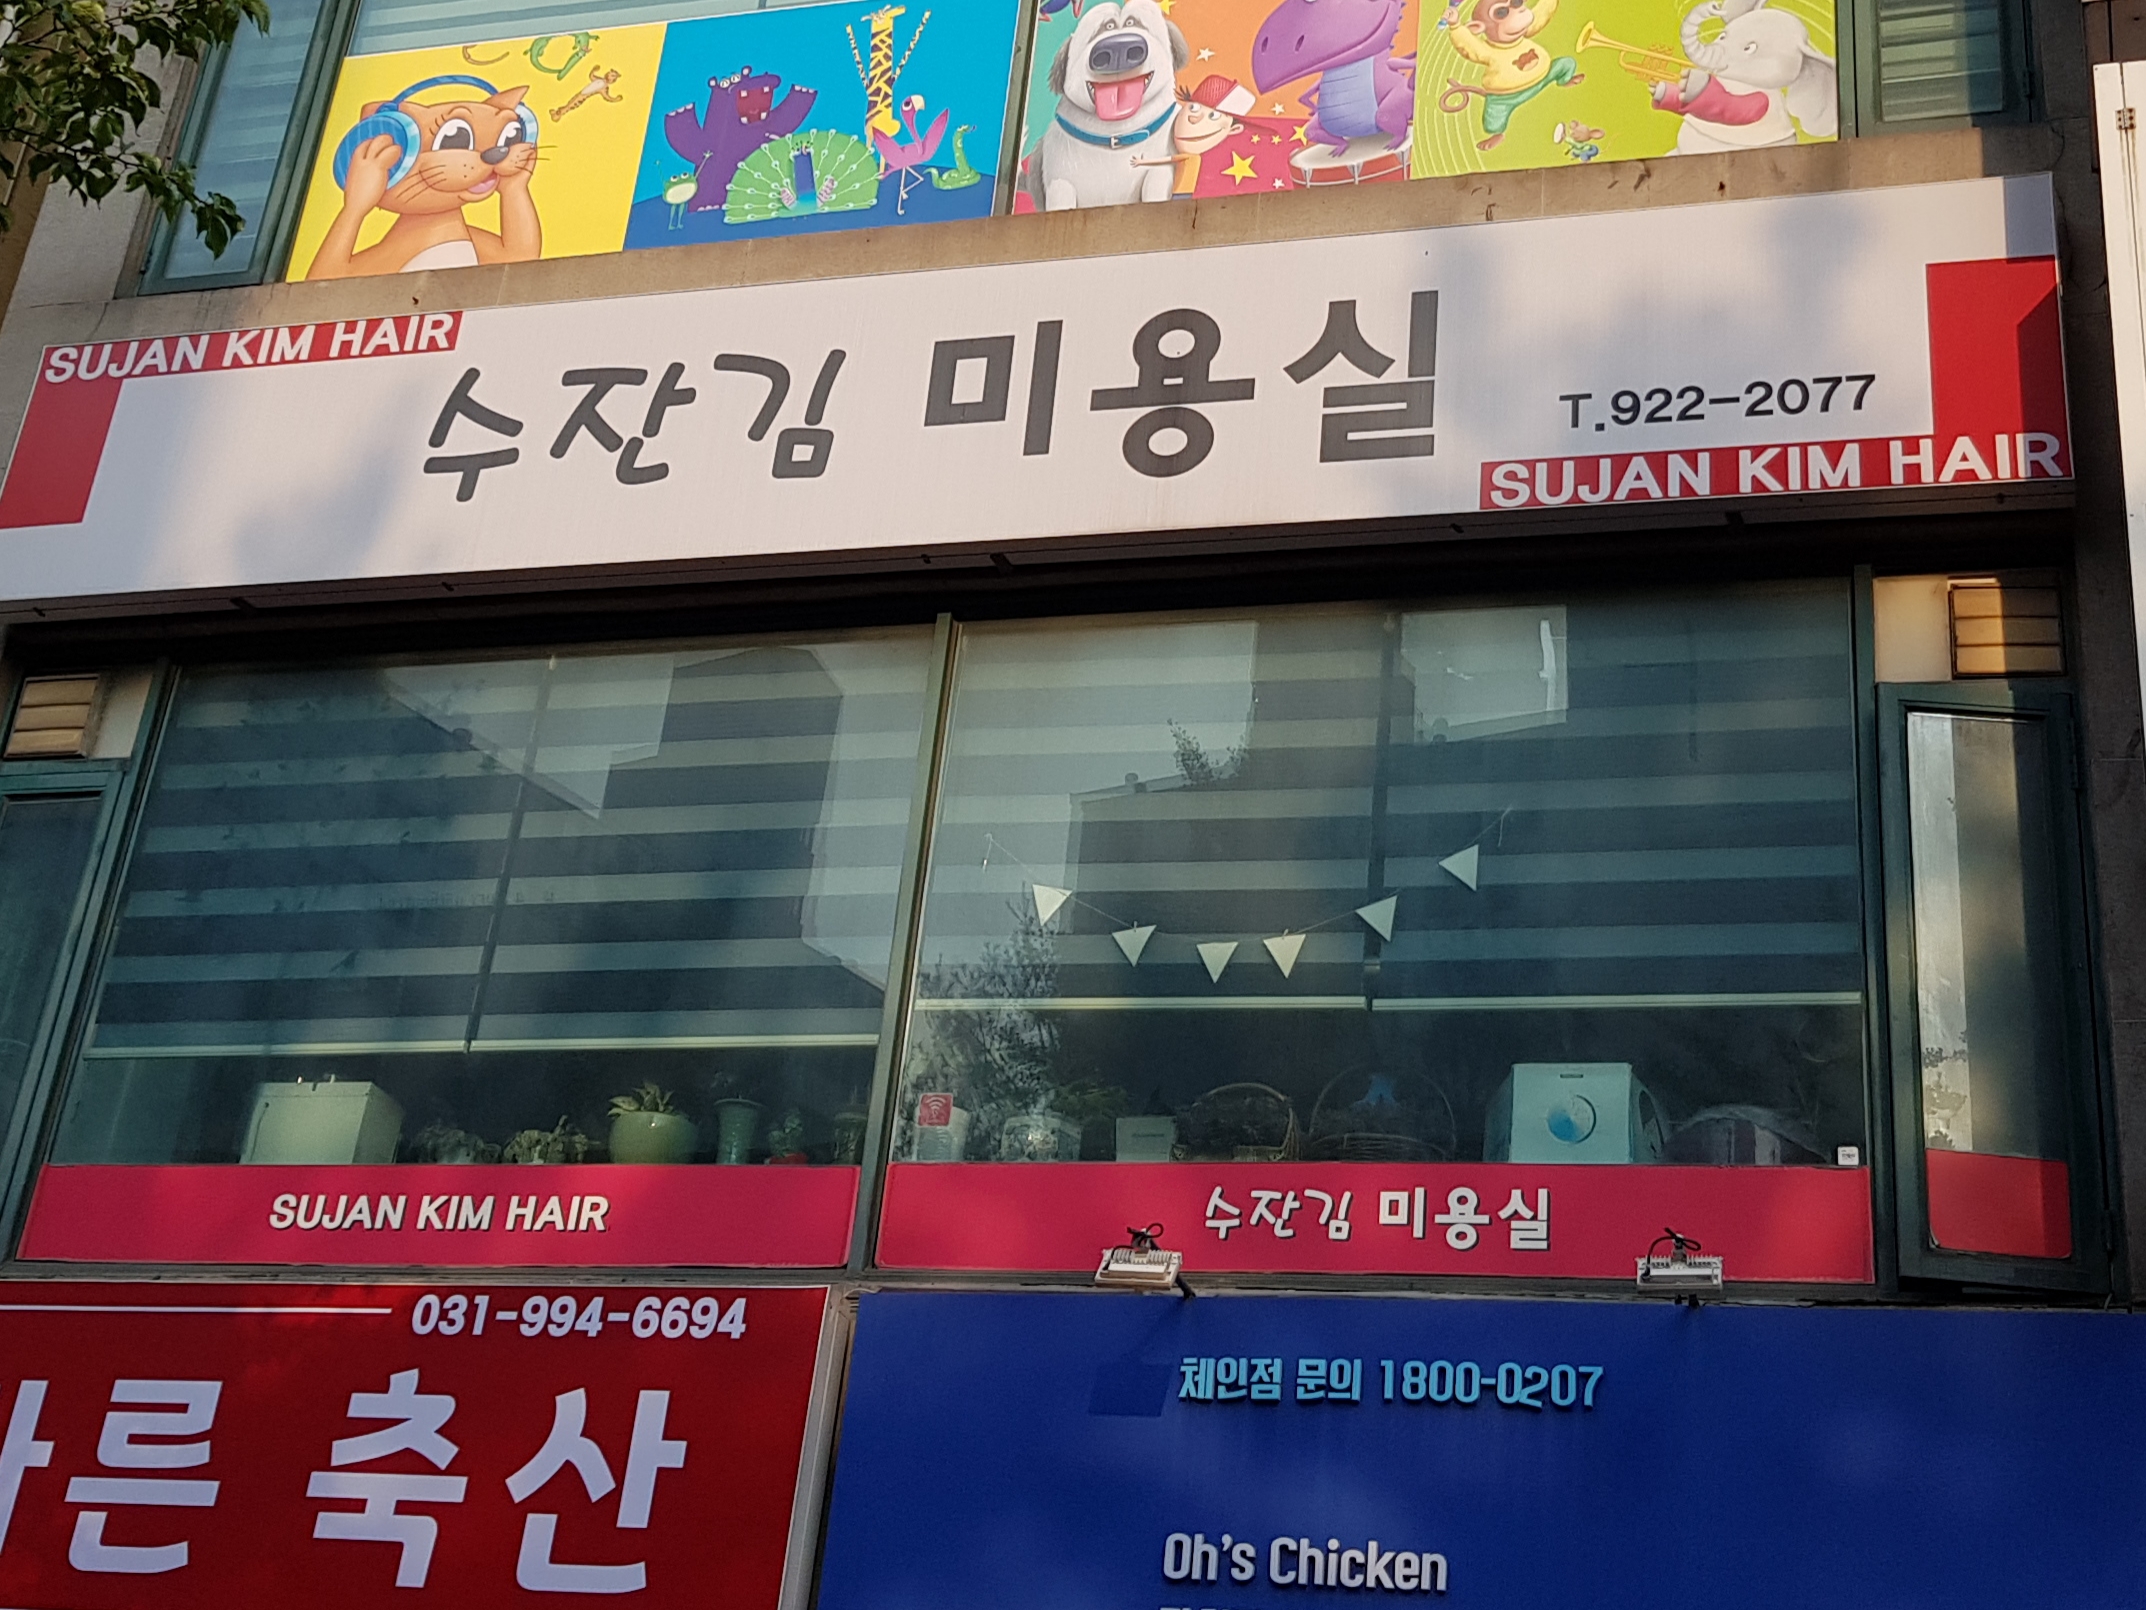 SUJAN KIM HAIR
수잔김 미용실
T.922-2077
SUJAN KIM HAIR
SUJAN KIM HAIR
수잔김 미용실
031-994-6694
바른 축산
체인점 문의 1800-0207
Oh's Chicken